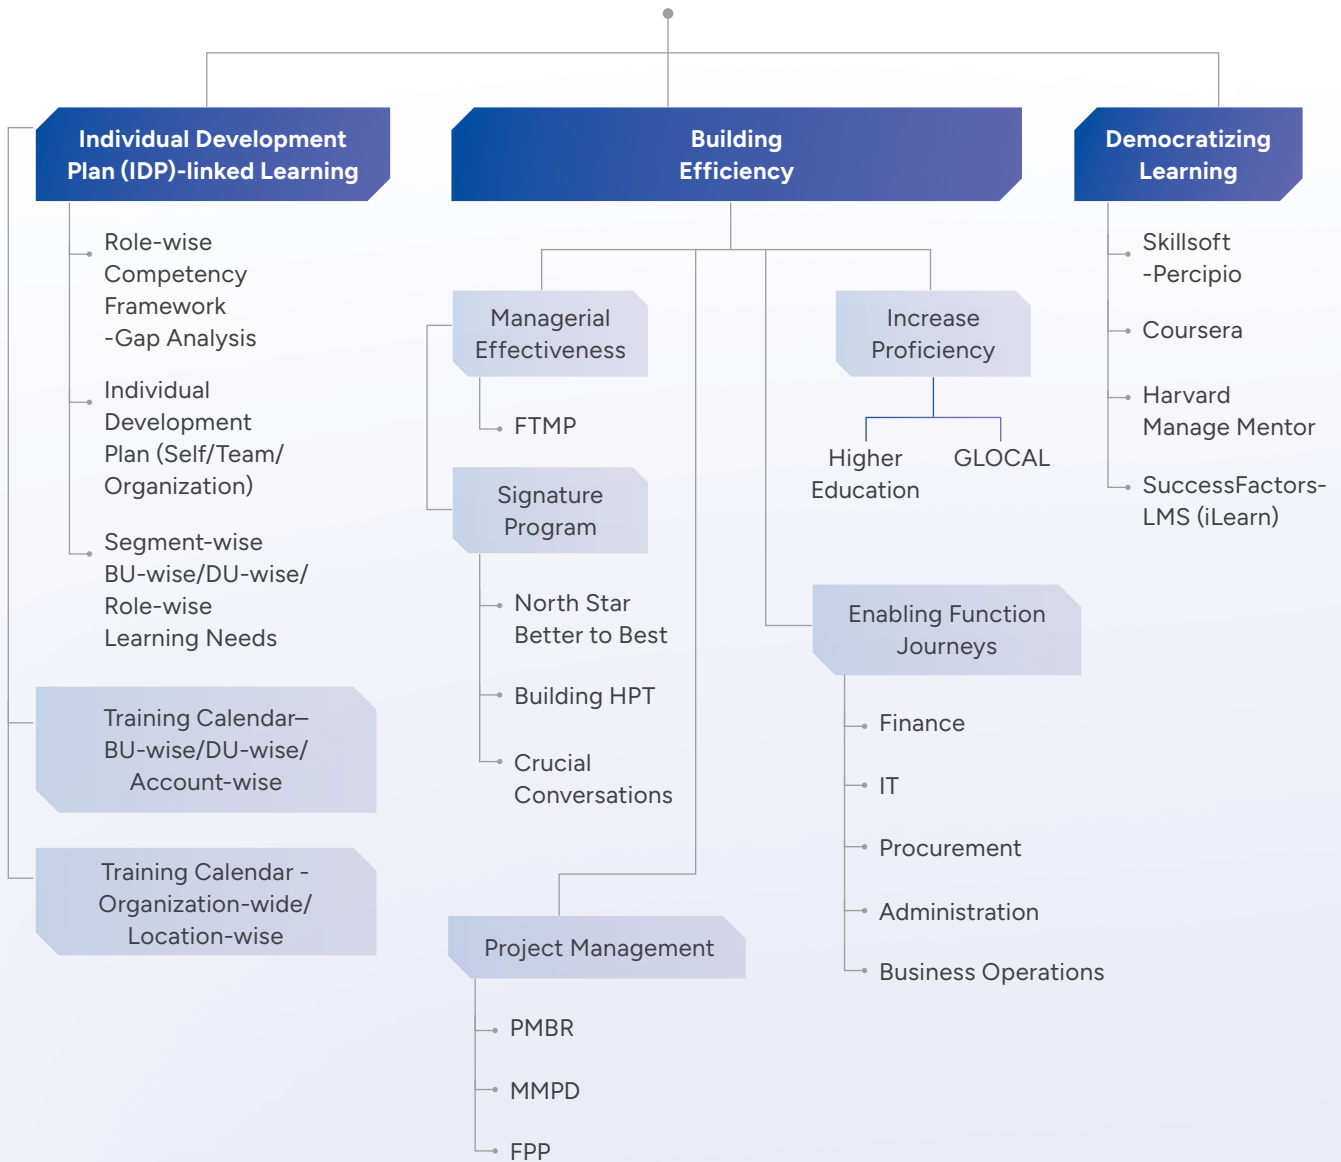 Individual Development
Plan (IDP)-linked Learning
Role-wise
Competency
Framework
-Gap Analysis
Individual
Development
Plan (Self/Team/
Organization)
Segment-wise
BU-wise/DU-wise/
Role-wise
Learning Needs
Training Calendar–
BU-wise/DU-wise/
Account-wise
Training Calendar -
Organization-wide/
Location-wise
Building
Efficiency
Managerial
Effectiveness
FTMP
Signature
Program
North Star
Better to Best
Building HPT
Crucial
Conversations
Project Management
PMBR
MMPD
FPP
Increase
Proficiency
Higher
Education
GLOCAL
Enabling Function
Journeys
Finance
IT
Procurement
Administration
Business Operations
Democratizing
Learning
Skillsoft
-Percipio
Coursera
Harvard
Manage Mentor
SuccessFactors-
LMS (iLearn)